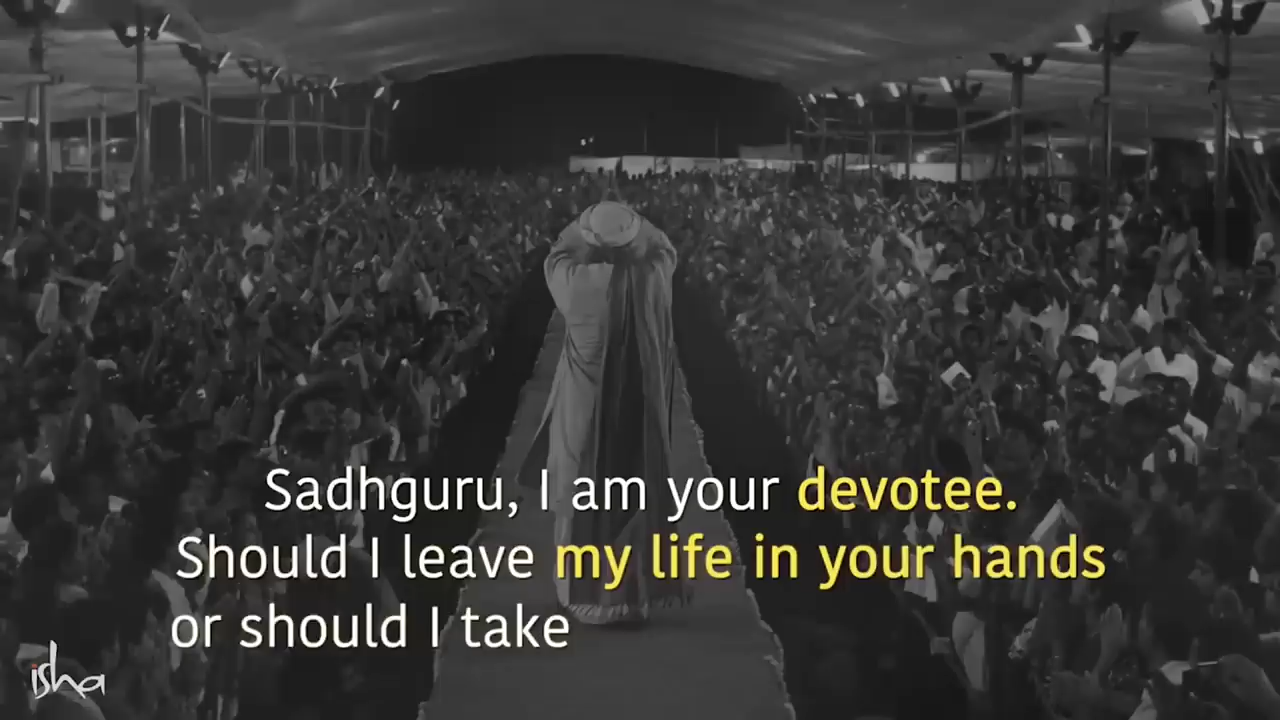 Sadhguru, I am your devotee.
Should I leave my life in your hands
or should I take
isha